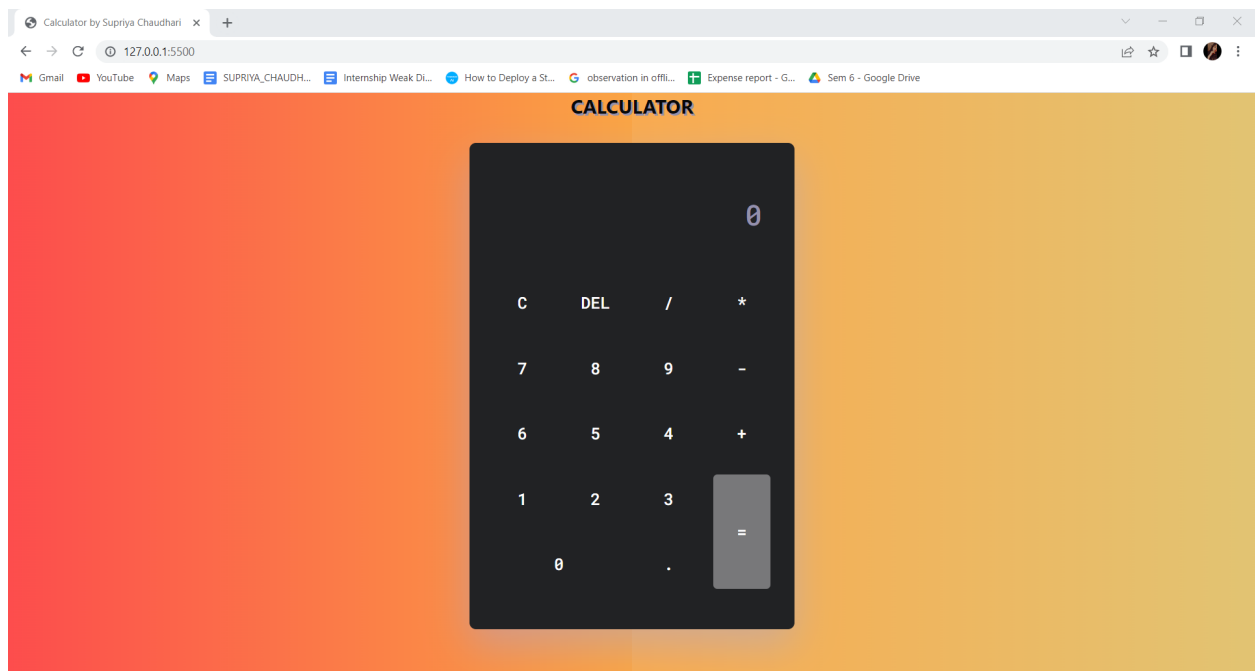 Calculator by Supriya Chaudhari
127.0.0.1:5500
Gmail YouTube Maps SUPRIYA_CHAUDH... Internship Weak Di... How to Deploy a St... observation in offli... Expense report - G... Sem 6 - Google Drive
CALCULATOR
0
C DEL / *
7 8 9 -
6 5 4 +
1 2 3
=
0 .